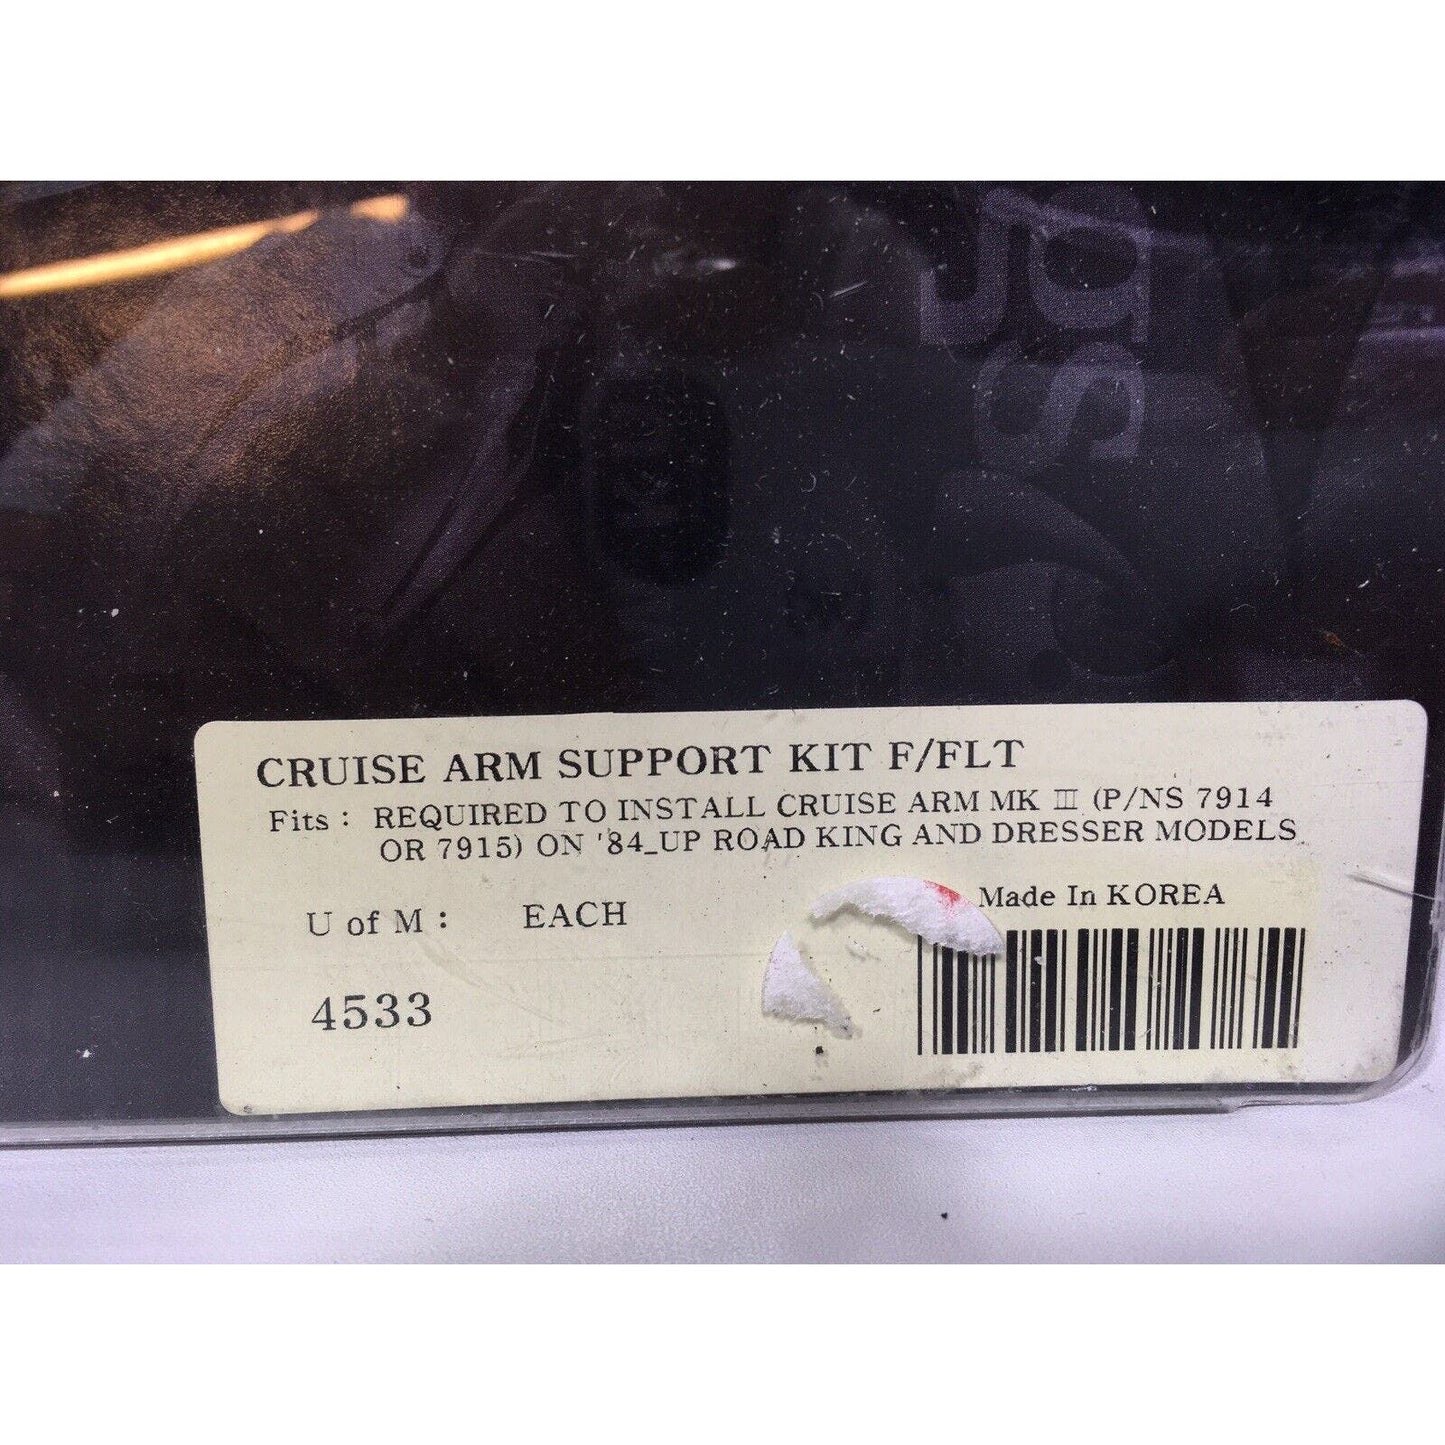 CRUISE ARM SUPPORT KIT F/FLT
Fits : REQUIRED TO INSTALL CRUISE ARM MK III (P/NS 7914
OR 7915) ON '84_UP ROAD KING AND DRESSER MODELS
Made In KOREA
U of M : EACH
4533